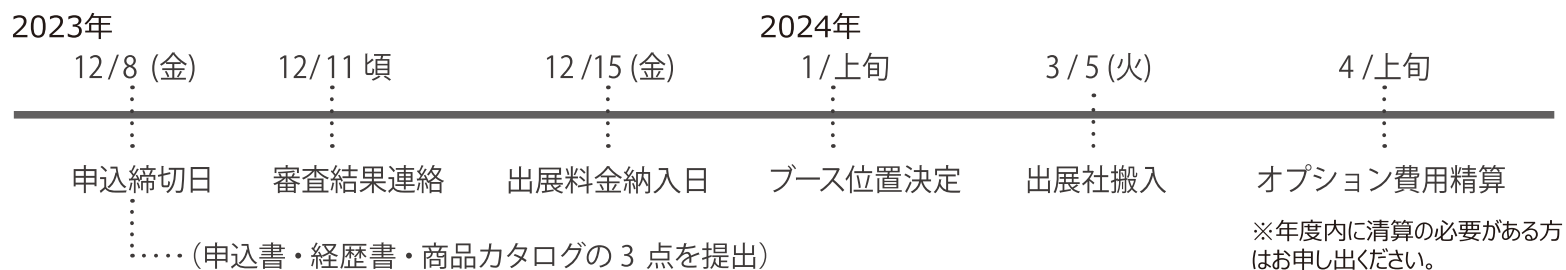 2023年
2024年
12/8 (金)
12/11 頃
12/15 (金)
1/上旬
3/5 (火)
4/上旬
申込締切日
審査結果連絡
出展料金納入日
ブース位置決定
出展社搬入
オプション費用精算
(申込書・経歴書・商品カタログの3点を提出)
※年度内に清算の必要がある方
はお申し出ください。